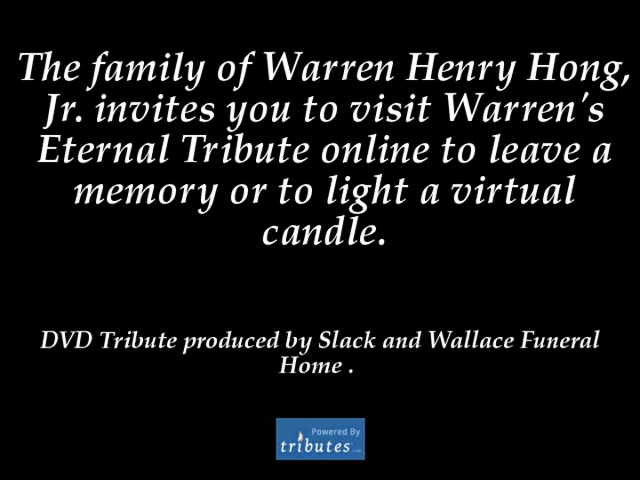 The family of Warren Henry Hong,
Jr. invites you to visit Warren's
Eternal Tribute online to leave a
memory or to light a virtual
candle.
DVD Tribute produced by Slack and Wallace Funeral
Home .
Powered By
tributes